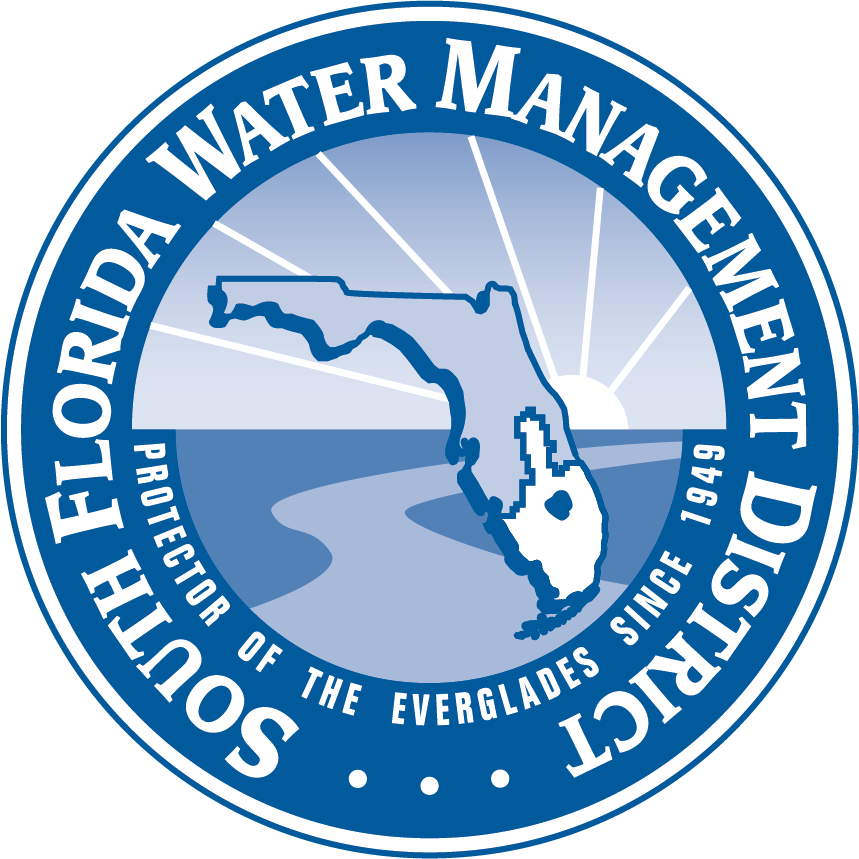 SOUTH FLORIDA WATER MANAGEMENT DISTRICT
PROTECTOR OF THE EVERGLADES SINCE 1949